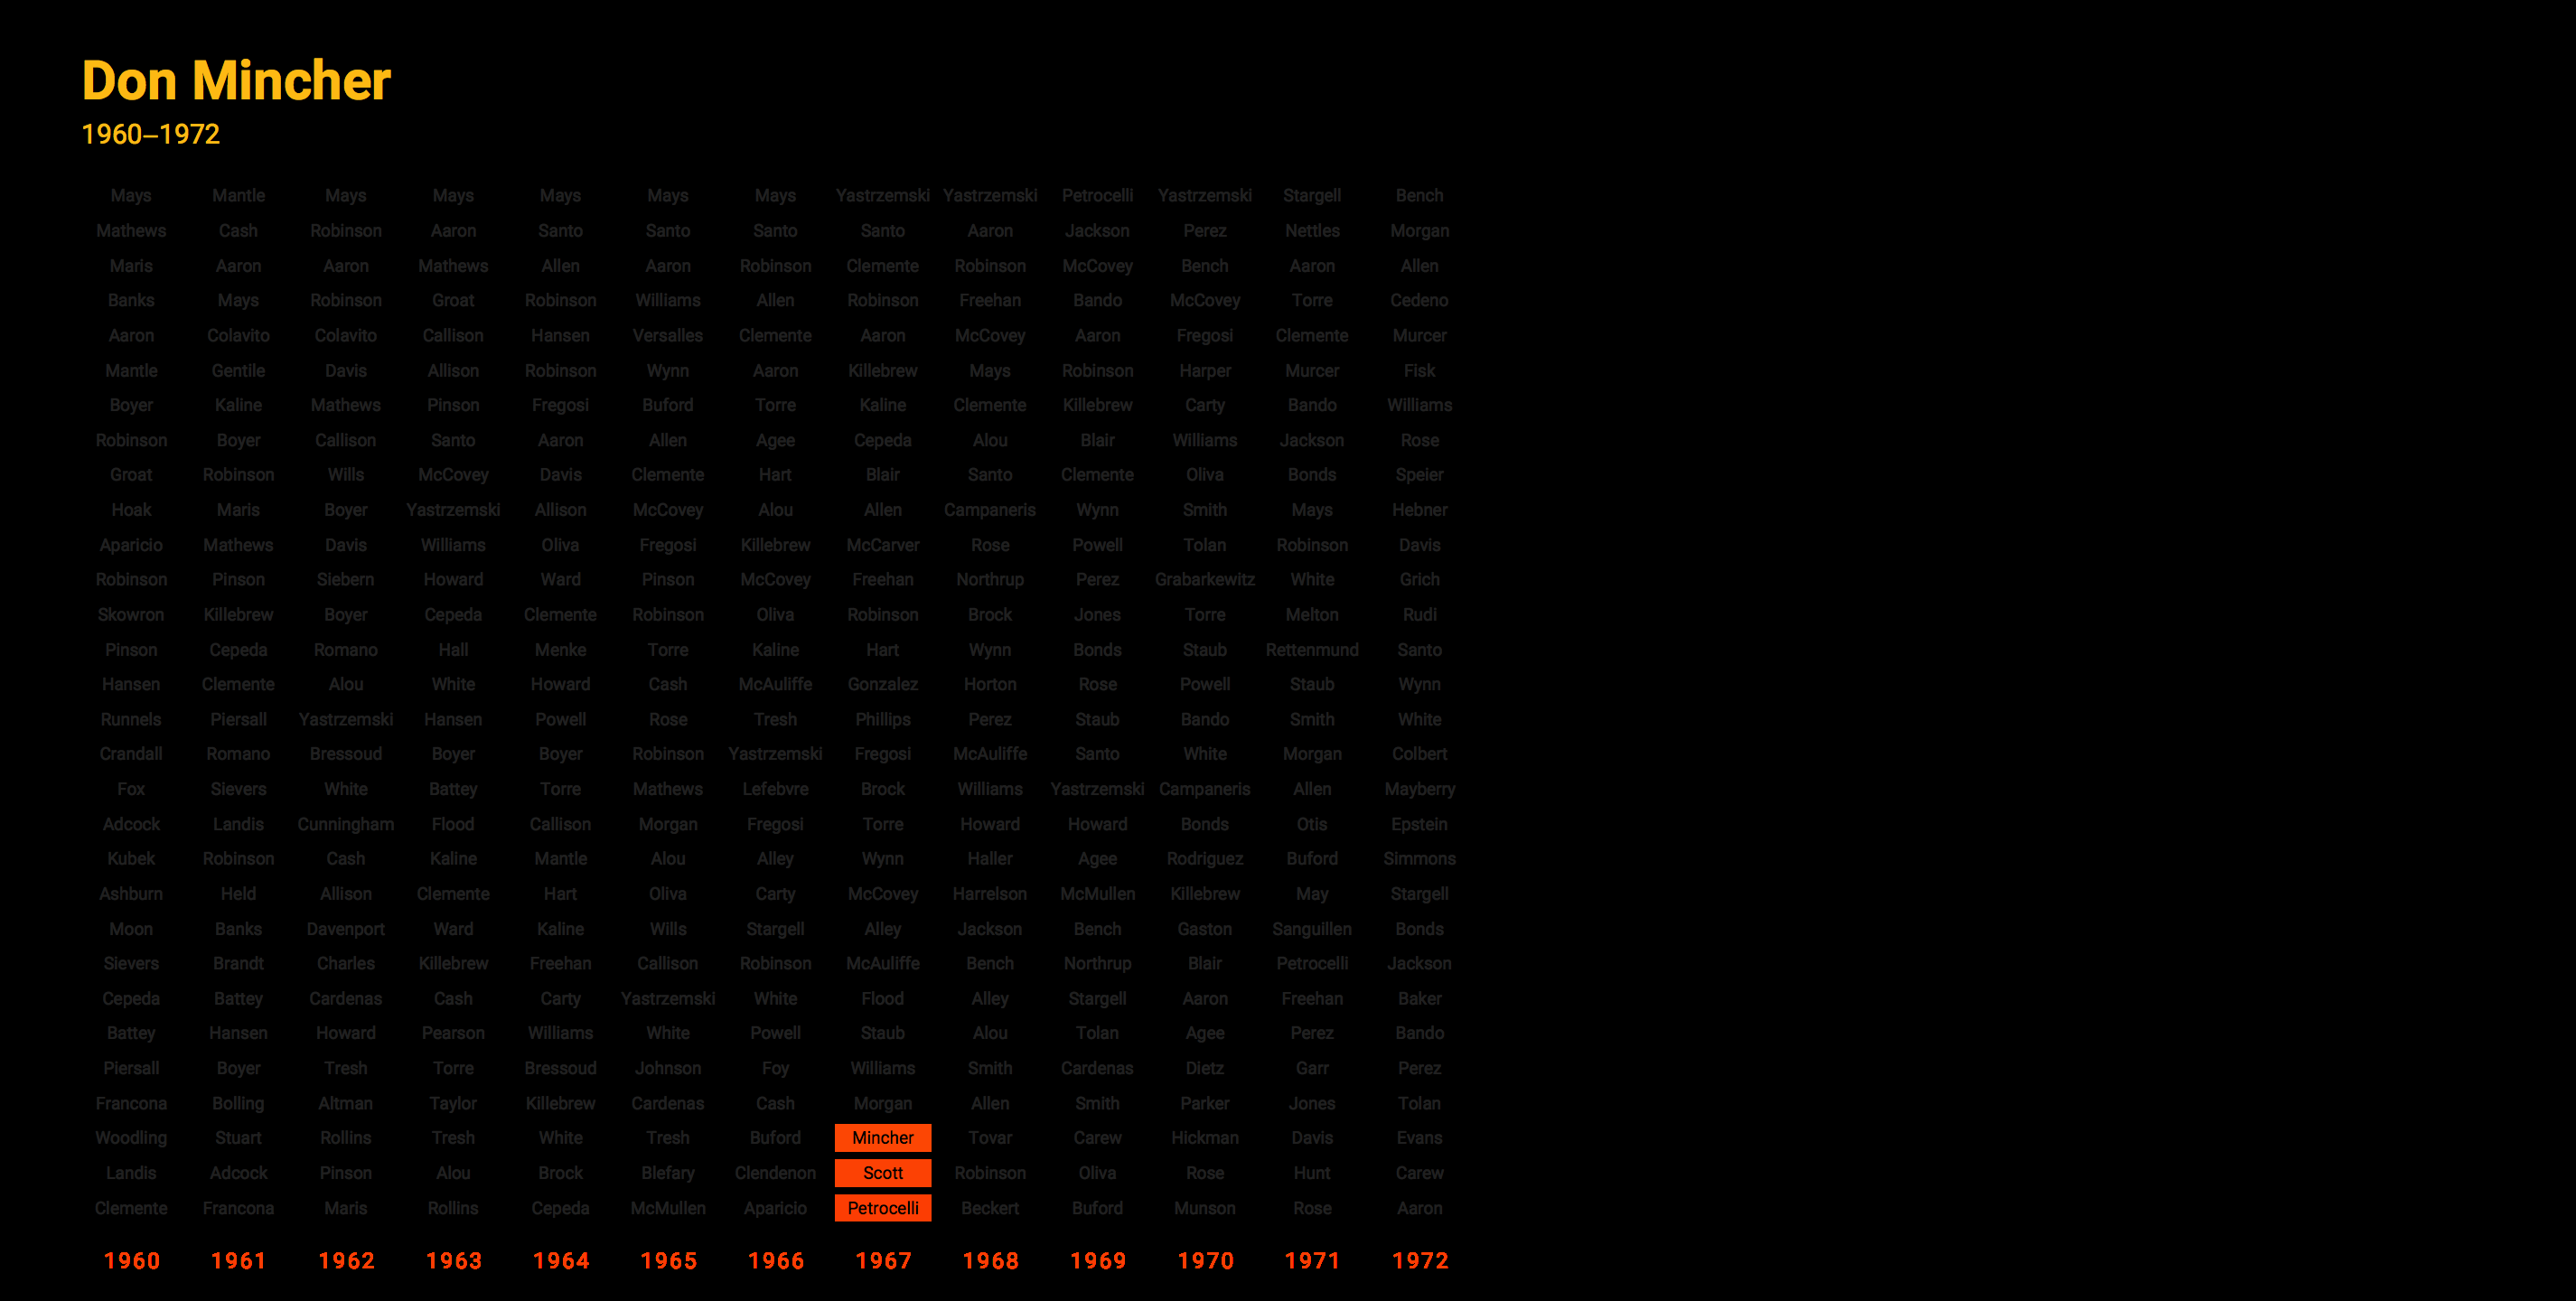 Don Mincher
1960–1972
Mays Mantle Mays Mays Mays Mays Mays Yastrzemski Yastrzemski Petrocelli Yastrzemski Stargell Bench
Mathews Cash Robinson Aaron Santo Santo Santo Santo Aaron Jackson Perez Nettles Morgan
Maris Aaron Aaron Mathews Allen Aaron Robinson Clemente Robinson McCovey Bench Aaron Allen
Banks Mays Robinson Groat Robinson Williams Allen Robinson Freehan Bando McCovey Torre Cedeno
Aaron Colavito Colavito Callison Hansen Versalles Clemente Aaron McCovey Aaron Fregosi Clemente Murcer
Mantle Gentile Davis Allison Robinson Wynn Aaron Killebrew Mays Robinson Harper Murcer Fisk
Boyer Kaline Mathews Pinson Fregosi Buford Torre Kaline Clemente Killebrew Carty Bando Williams
Robinson Boyer Callison Santo Aaron Allen Agee Cepeda Alou Blair Williams Jackson Rose
Groat Robinson Wills McCovey Davis Clemente Hart Blair Santo Clemente Oliva Bonds Speier
Hoak Maris Boyer Yastrzemski Allison McCovey Alou Allen Campaneris Wynn Smith Mays Hebner
Aparicio Mathews Davis Williams Oliva Fregosi Killebrew McCarver Rose Powell Tolan Robinson Davis
Robinson Pinson Siebern Howard Ward Pinson McCovey Freehan Northrup Perez Grabarkewitz White Grich
Skowron Killebrew Boyer Cepeda Clemente Robinson Oliva Robinson Brock Jones Torre Melton Rudi
Pinson Cepeda Romano Hall Menke Torre Kaline Hart Wynn Bonds Staub Rettenmund Santo
Hansen Clemente Alou White Howard Cash McAuliffe Gonzalez Horton Rose Powell Staub Wynn
Runnels Piersall Yastrzemski Hansen Powell Rose Tresh Phillips Perez Staub Bando Smith White
Crandall Romano Bressoud Boyer Boyer Robinson Yastrzemski Fregosi McAuliffe Santo White Morgan Colbert
Fox Sievers White Battey Torre Mathews Lefebvre Brock Williams Yastrzemski Campaneris Allen Mayberry
Adcock Landis Cunningham Flood Callison Morgan Fregosi Torre Howard Howard Bonds Otis Epstein
Kubek Robinson Cash Kaline Mantle Alou Alley Wynn Haller Agee Rodriguez Buford Simmons
Ashburn Held Allison Clemente Hart Oliva Carty McCovey Harrelson McMullen Killebrew May Stargell
Moon Banks Davenport Ward Kaline Wills Stargell Alley Jackson Bench Gaston Sanguillen Bonds
Sievers Brandt Charles Killebrew Freehan Callison Robinson McAuliffe Bench Northrup Blair Petrocelli Jackson
Cepeda Battey Cardenas Cash Carty Yastrzemski White Flood Alley Stargell Aaron Freehan Baker
Battey Hansen Howard Pearson Williams White Powell Staub Alou Tolan Agee Perez Bando
Piersall Boyer Tresh Torre Bressoud Johnson Foy Williams Smith Cardenas Dietz Garr Perez
Francona Bolling Altman Taylor Killebrew Cardenas Cash Morgan Allen Smith Parker Jones Tolan
Woodling Stuart Rollins Tresh White Tresh Buford Mincher Tovar Carew Hickman Davis Evans
Landis Adcock Pinson Alou Brock Blefary Clendenon Scott Robinson Oliva Rose Hunt Carew
Clemente Francona Maris Rollins Cepeda McMullen Aparicio Petrocelli Beckert Buford Munson Rose Aaron
1960 1961 1962 1963 1964 1965 1966 1967 1968 1969 1970 1971 1972